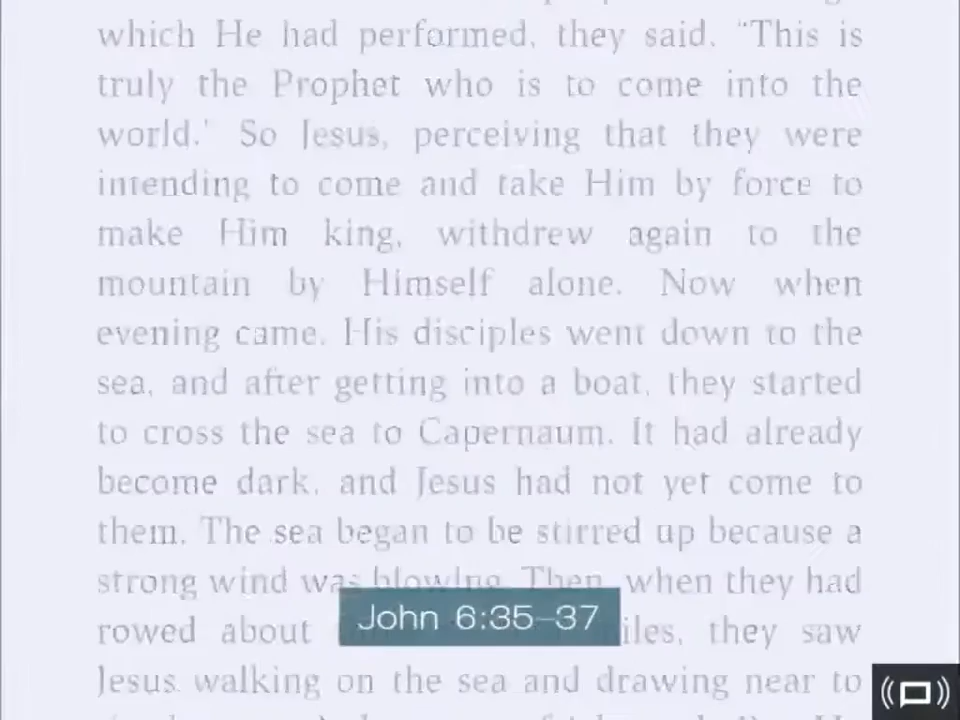 which He had performed, they said, "This is
truly the Prophet who is to come into the
world.' So Jesus, perceiving that they were
intending to come and take Him by force to
make Him king, withdrew again to the
mountain by Himself alone. Now when
evening came, His disciples went down to the
sea, and after getting into a boat, they started
to cross the sea to Capernaum. It had already
become dark, and Jesus had not yet come to
them. The sea began to be stirred up because a
strong wind was blowing. Then, when they had
rowed about iles, they saw
John 6:35–37
Jesus walking on the sea and drawing near to